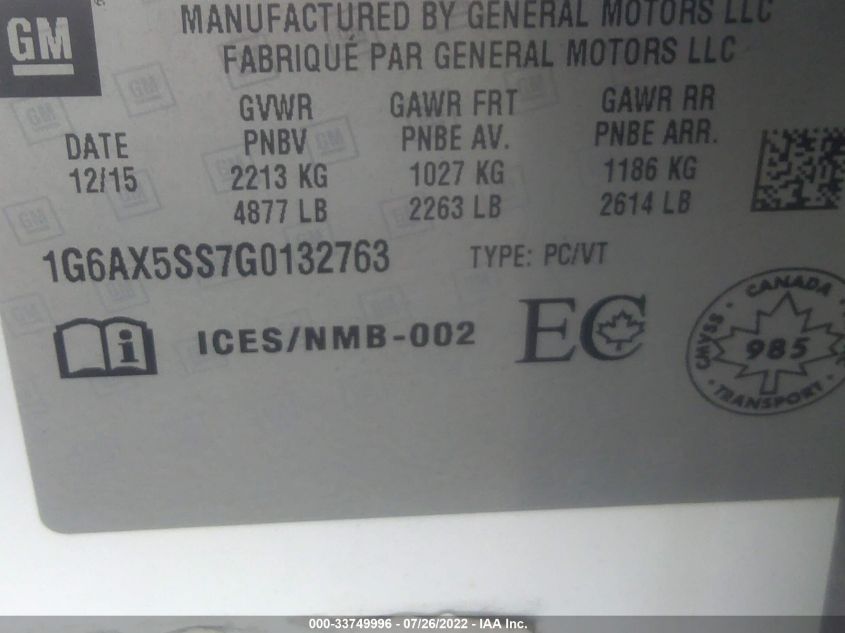 GM
MANUFACTURED BY GENERAL MOTORS LLC
FABRIQUÉ PAR GENERAL MOTORS LLC
DATE
12/15
GVWR
PNBV
2213 KG
4877 LB
GAWR FRT
PNBE AV.
1027 KG
2263 LB
GAWR RR
PNBE ARR.
1186 KG
2614 LB
1G6AX5SS7G0132763 TYPE: PC/VT
i ICES/NMB-002 EC
CANADA
CMVSS
985
TRANSPORT
000-33749996 - 07/26/2022 - IAA Inc.